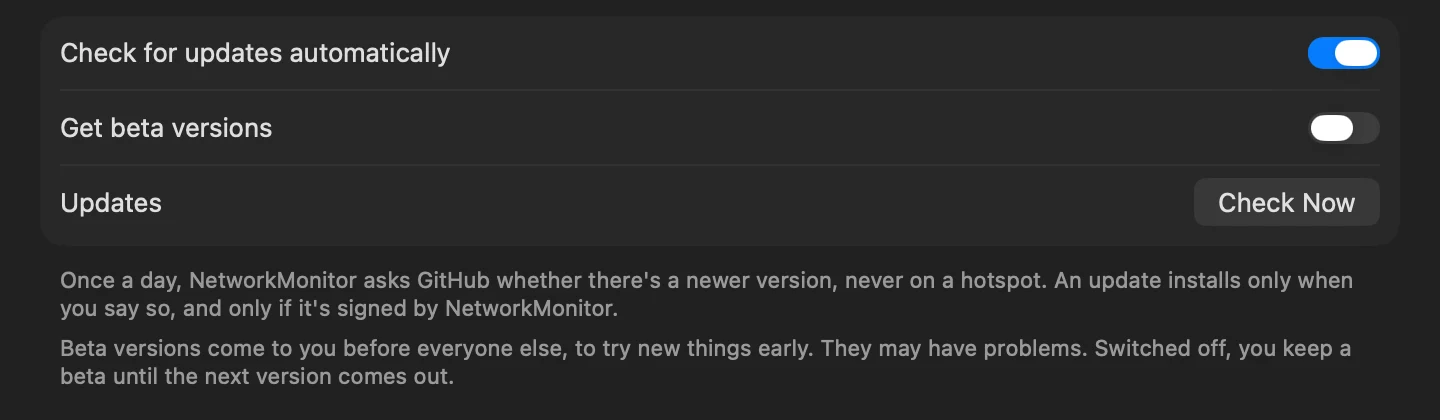 Check for updates automatically
Get beta versions
Updates
Check Now
Once a day, NetworkMonitor asks GitHub whether there's a newer version, never on a hotspot. An update installs only when
you say so, and only if it's signed by NetworkMonitor.
Beta versions come to you before everyone else, to try new things early. They may have problems. Switched off, you keep a
beta until the next version comes out.